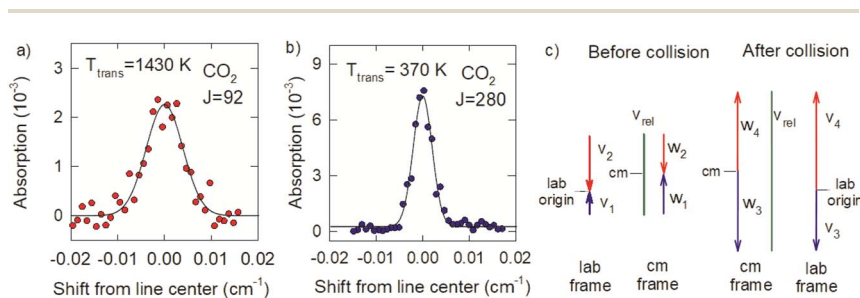 a)
T_trans=1430 K
CO₂
J=92
Absorption (10⁻³)
3
2
1
0
-0.02 -0.01 0.00 0.01 0.02
Shift from line center (cm⁻¹)
b)
T_trans=370 K
CO₂
J=280
Absorption (10⁻³)
9
6
3
0
-0.02 -0.01 0.00 0.01 0.02
Shift from line center (cm⁻¹)
c)
Before collision
After collision
v₂
v_rel
w₂
cm
lab
origin
v₁
w₁
lab
frame
cm
frame
w₄
v_rel
v₄
cm
lab
origin
w₃
v₃
cm
frame
lab
frame